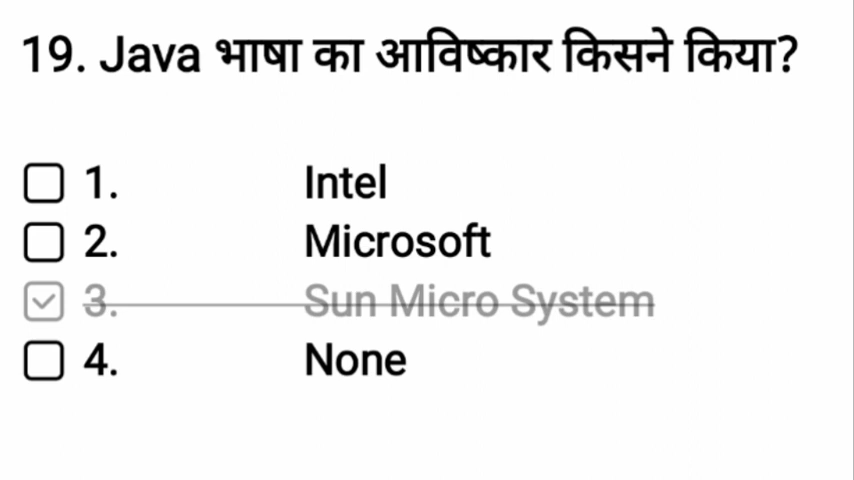 19. Java भाषा का आविष्कार किसने किया?
1. Intel
2. Microsoft
3. Sun Micro System
4. None